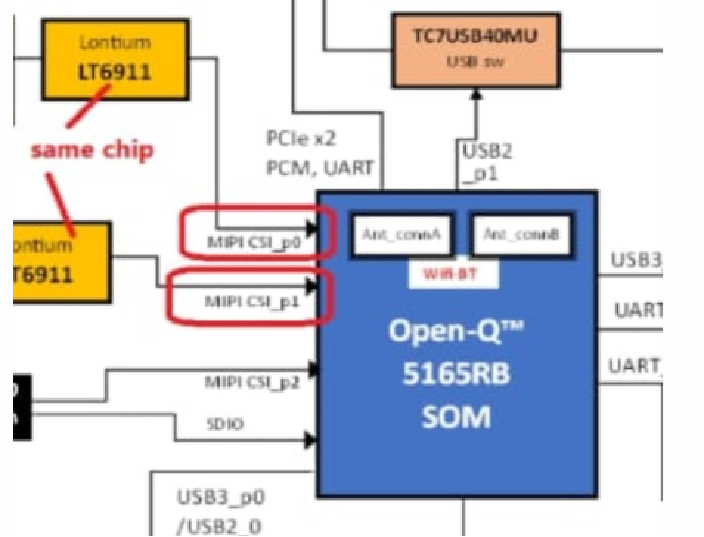 Lontium
LT6911
same chip
TC7USB40MU
USB sw
PCIe x2
PCM, UART
USB2
_p1
MIPI CSI_p0
Ant_connA
Ant_connB
Wifi-BT
ontium
T6911
MIPI CSI_p1
USB3
UART
Open-Q™
5165RB
SOM
UART_
MIPI CSI_p2
SDIO
USB3_p0
/USB2_0